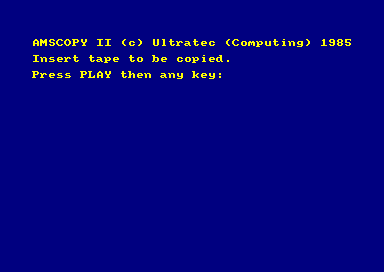 AMSCOPY II (c) Ultratec (Computing) 1985
Insert tape to be copied.
Press PLAY then any key: